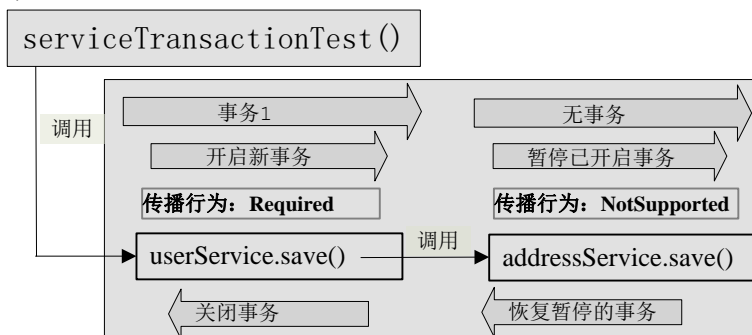 serviceTransactionTest()
事务1
无事务
调用
开启新事务
暂停已开启事务
传播行为：Required
传播行为：NotSupported
userService.save()
调用
addressService.save()
关闭事务
恢复暂停的事务